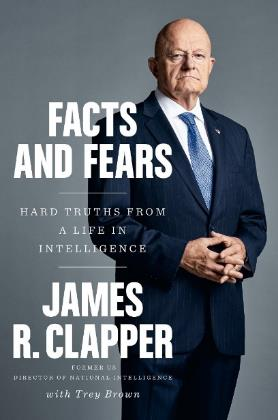 FACTS
AND FEARS
HARD TRUTHS FROM
A LIFE IN
INTELLIGENCE
JAMES
R. CLAPPER
FORMER US
DIRECTOR OF NATIONAL INTELLIGENCE
with Trey Brown